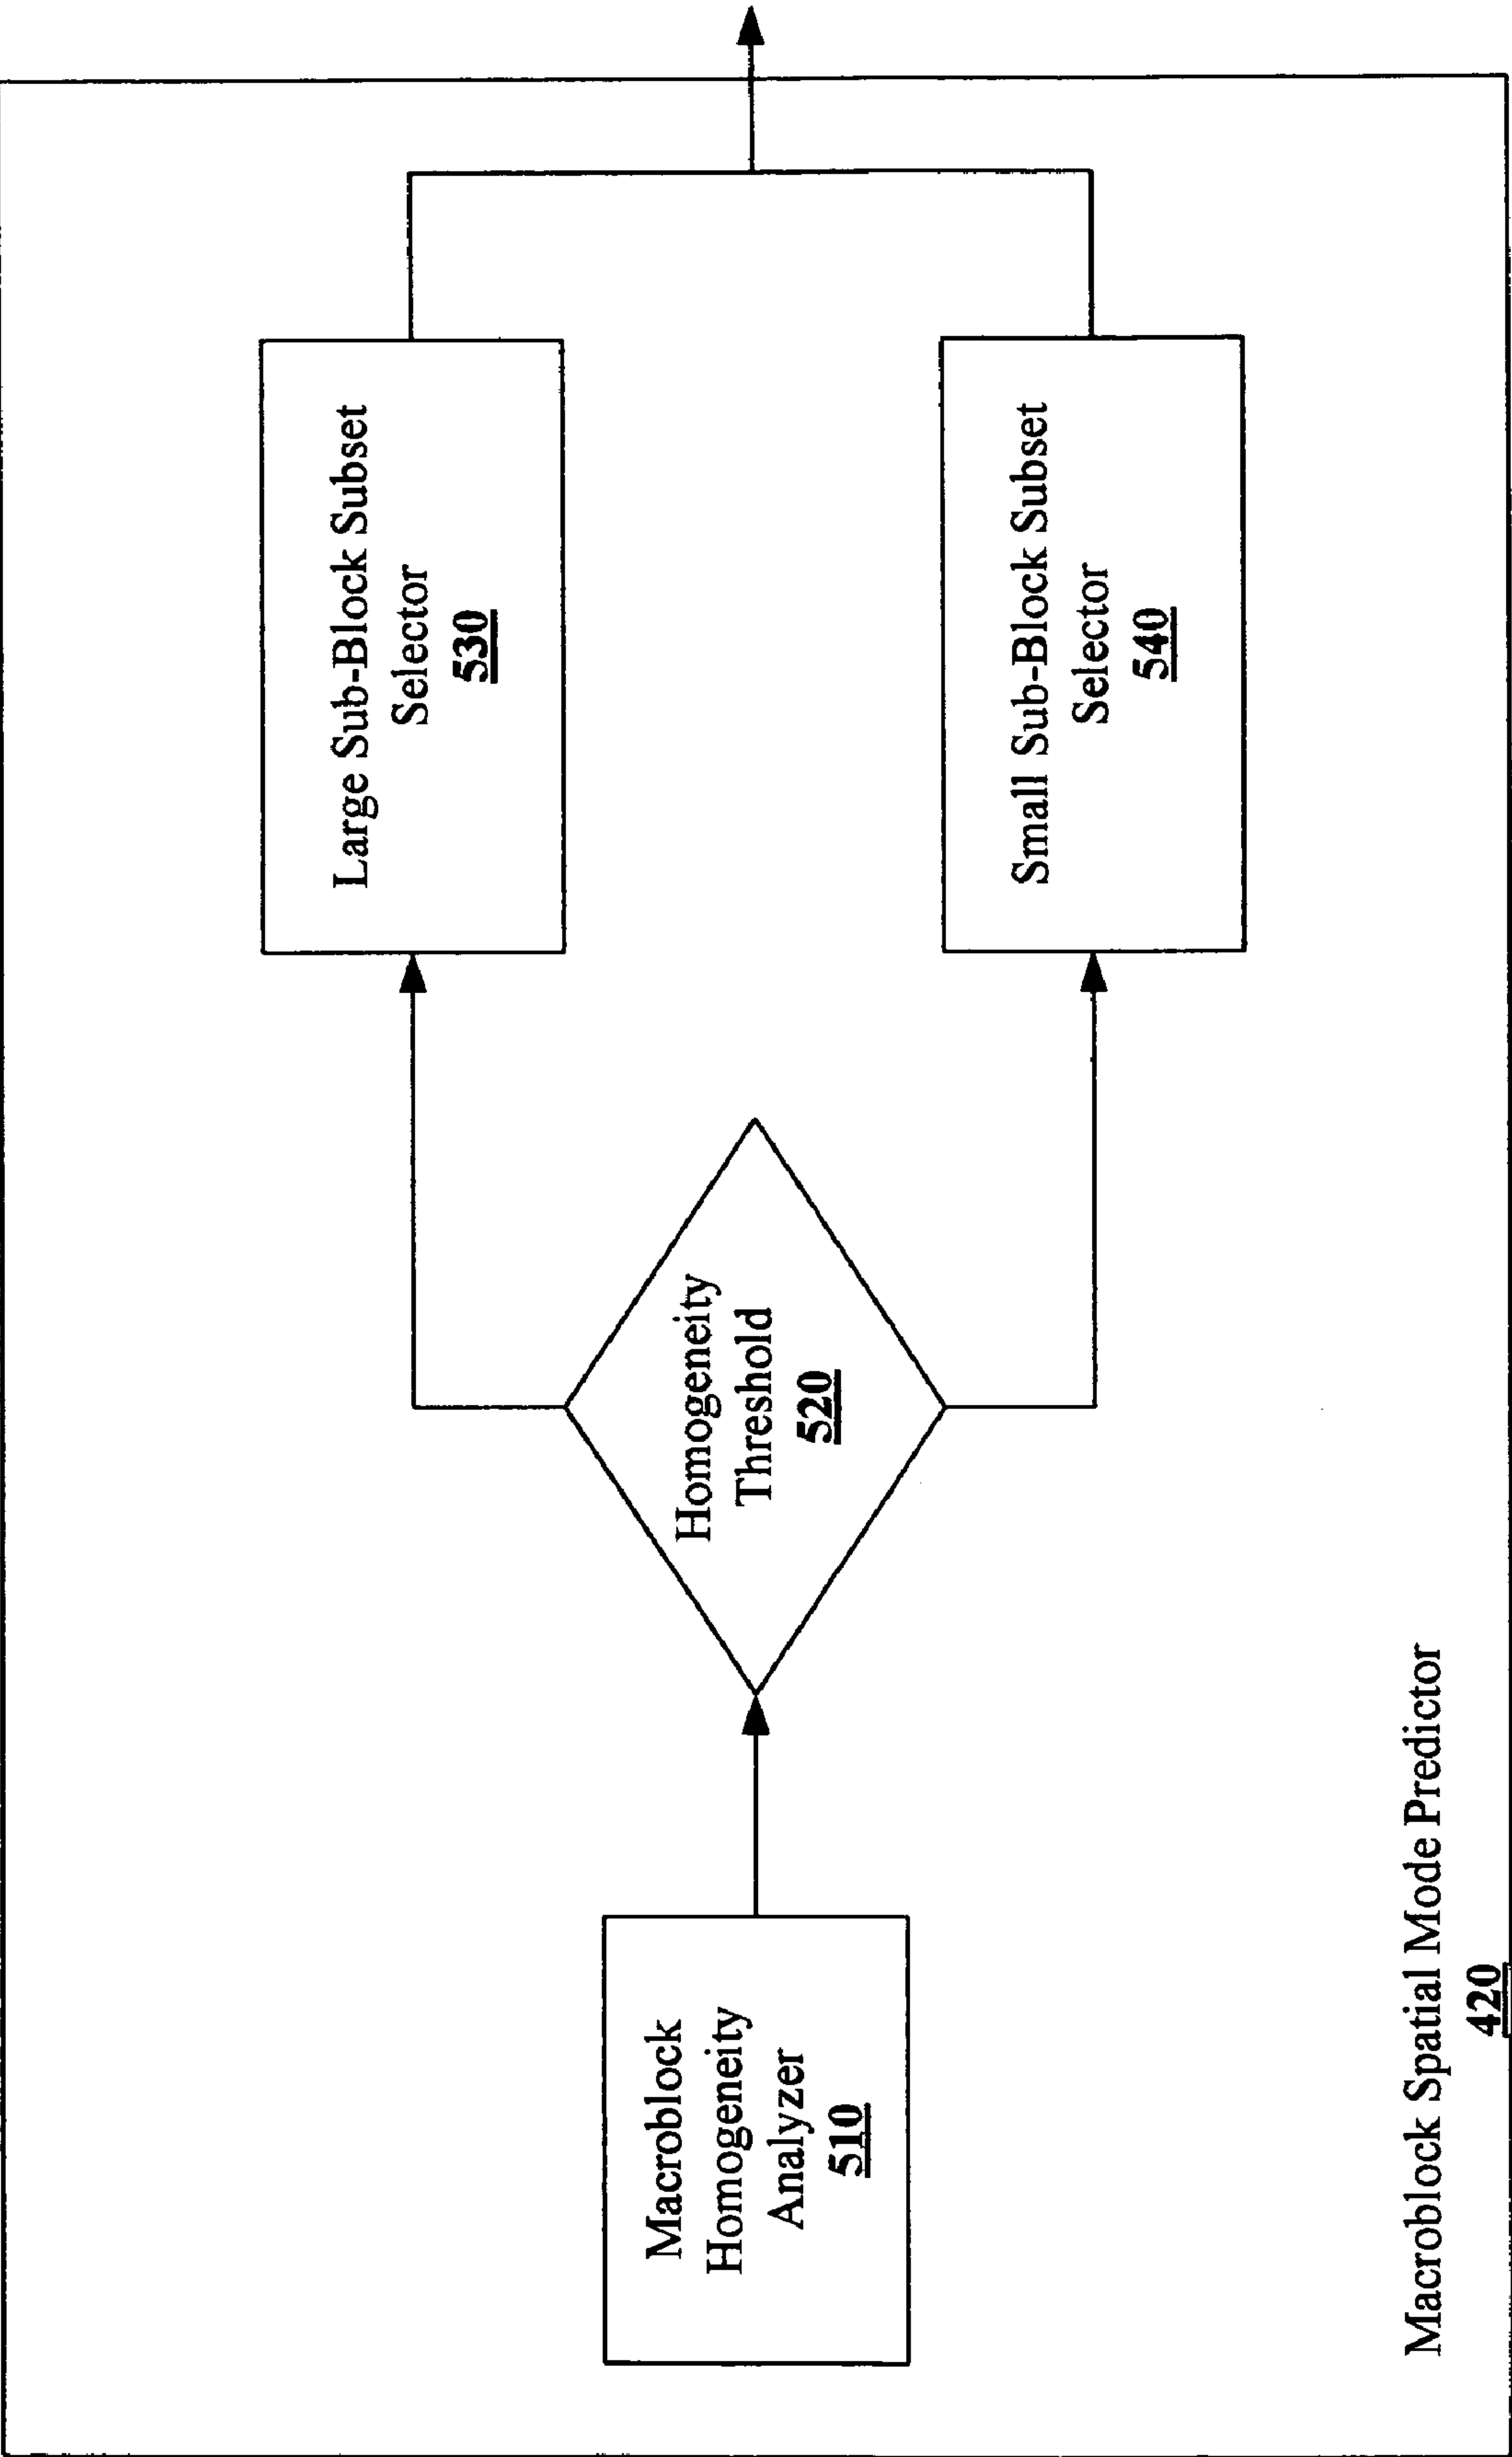 Macroblock
Homogeneity
Analyzer
510
Homogeneity
Threshold
520
Large Sub-Block Subset
Selector
530
Small Sub-Block Subset
Selector
540
Macroblock Spatial Mode Predictor
420